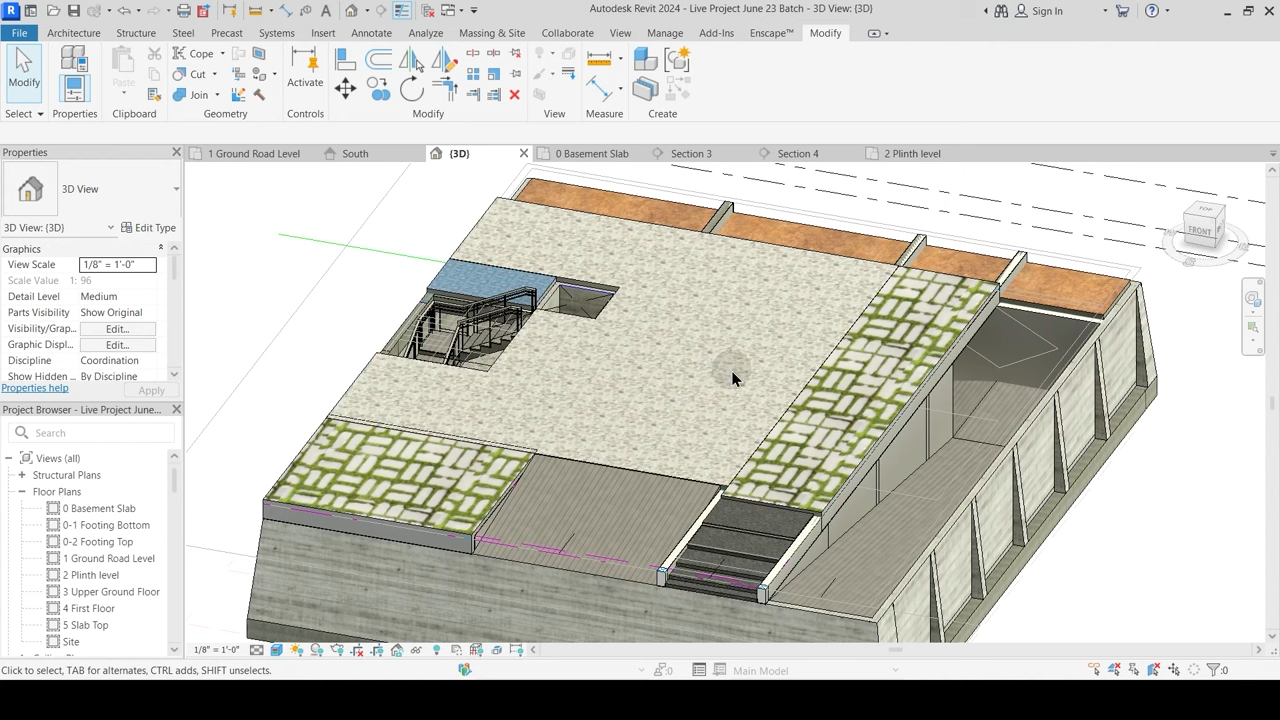 Autodesk Revit 2024 - Live Project June 23 Batch - 3D View: {3D}
Sign In
File Architecture Structure Steel Precast Systems Insert Annotate Analyze Massing & Site Collaborate View Manage Add-Ins Enscape™ Modify
Modify
Paste
Cope
Cut
Join
Activate
Select Properties Clipboard Geometry Controls Modify View Measure Create
Properties
1 Ground Road Level
South
{3D}
0 Basement Slab
Section 3
Section 4
2 Plinth level
3D View
3D View: {3D}
Edit Type
Graphics
View Scale 1/8" = 1'-0"
Scale Value 1: 96
Detail Level Medium
Parts Visibility Show Original
Visibility/Grap... Edit...
Graphic Displ... Edit...
Discipline Coordination
Show Hidden ... By Discipline
Properties help
Apply
Project Browser - Live Project June...
Search
Views (all)
Structural Plans
Floor Plans
0 Basement Slab
0-1 Footing Bottom
0-2 Footing Top
1 Ground Road Level
2 Plinth level
3 Upper Ground Floor
4 First Floor
5 Slab Top
Site
TOP
FRONT
1/8" = 1'-0"
Click to select, TAB for alternates, CTRL adds, SHIFT unselects.
:0
Main Model
:0